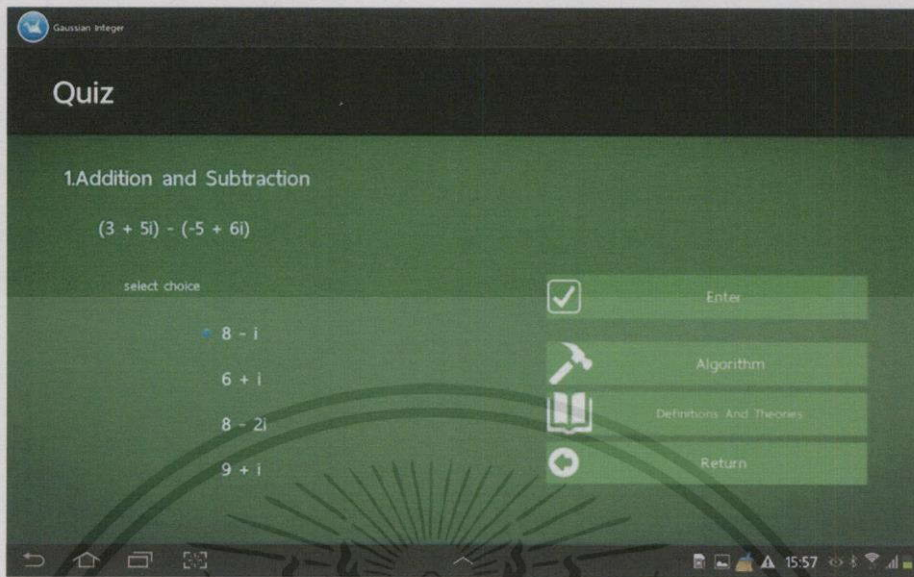 Gaussian Integer
Quiz
1.Addition and Subtraction
(3 + 5i) - (-5 + 6i)
select choice
8 - i
6 + i
8 - 2i
9 + i
Enter
Algorithm
Definitions And Theories
Return
15:57